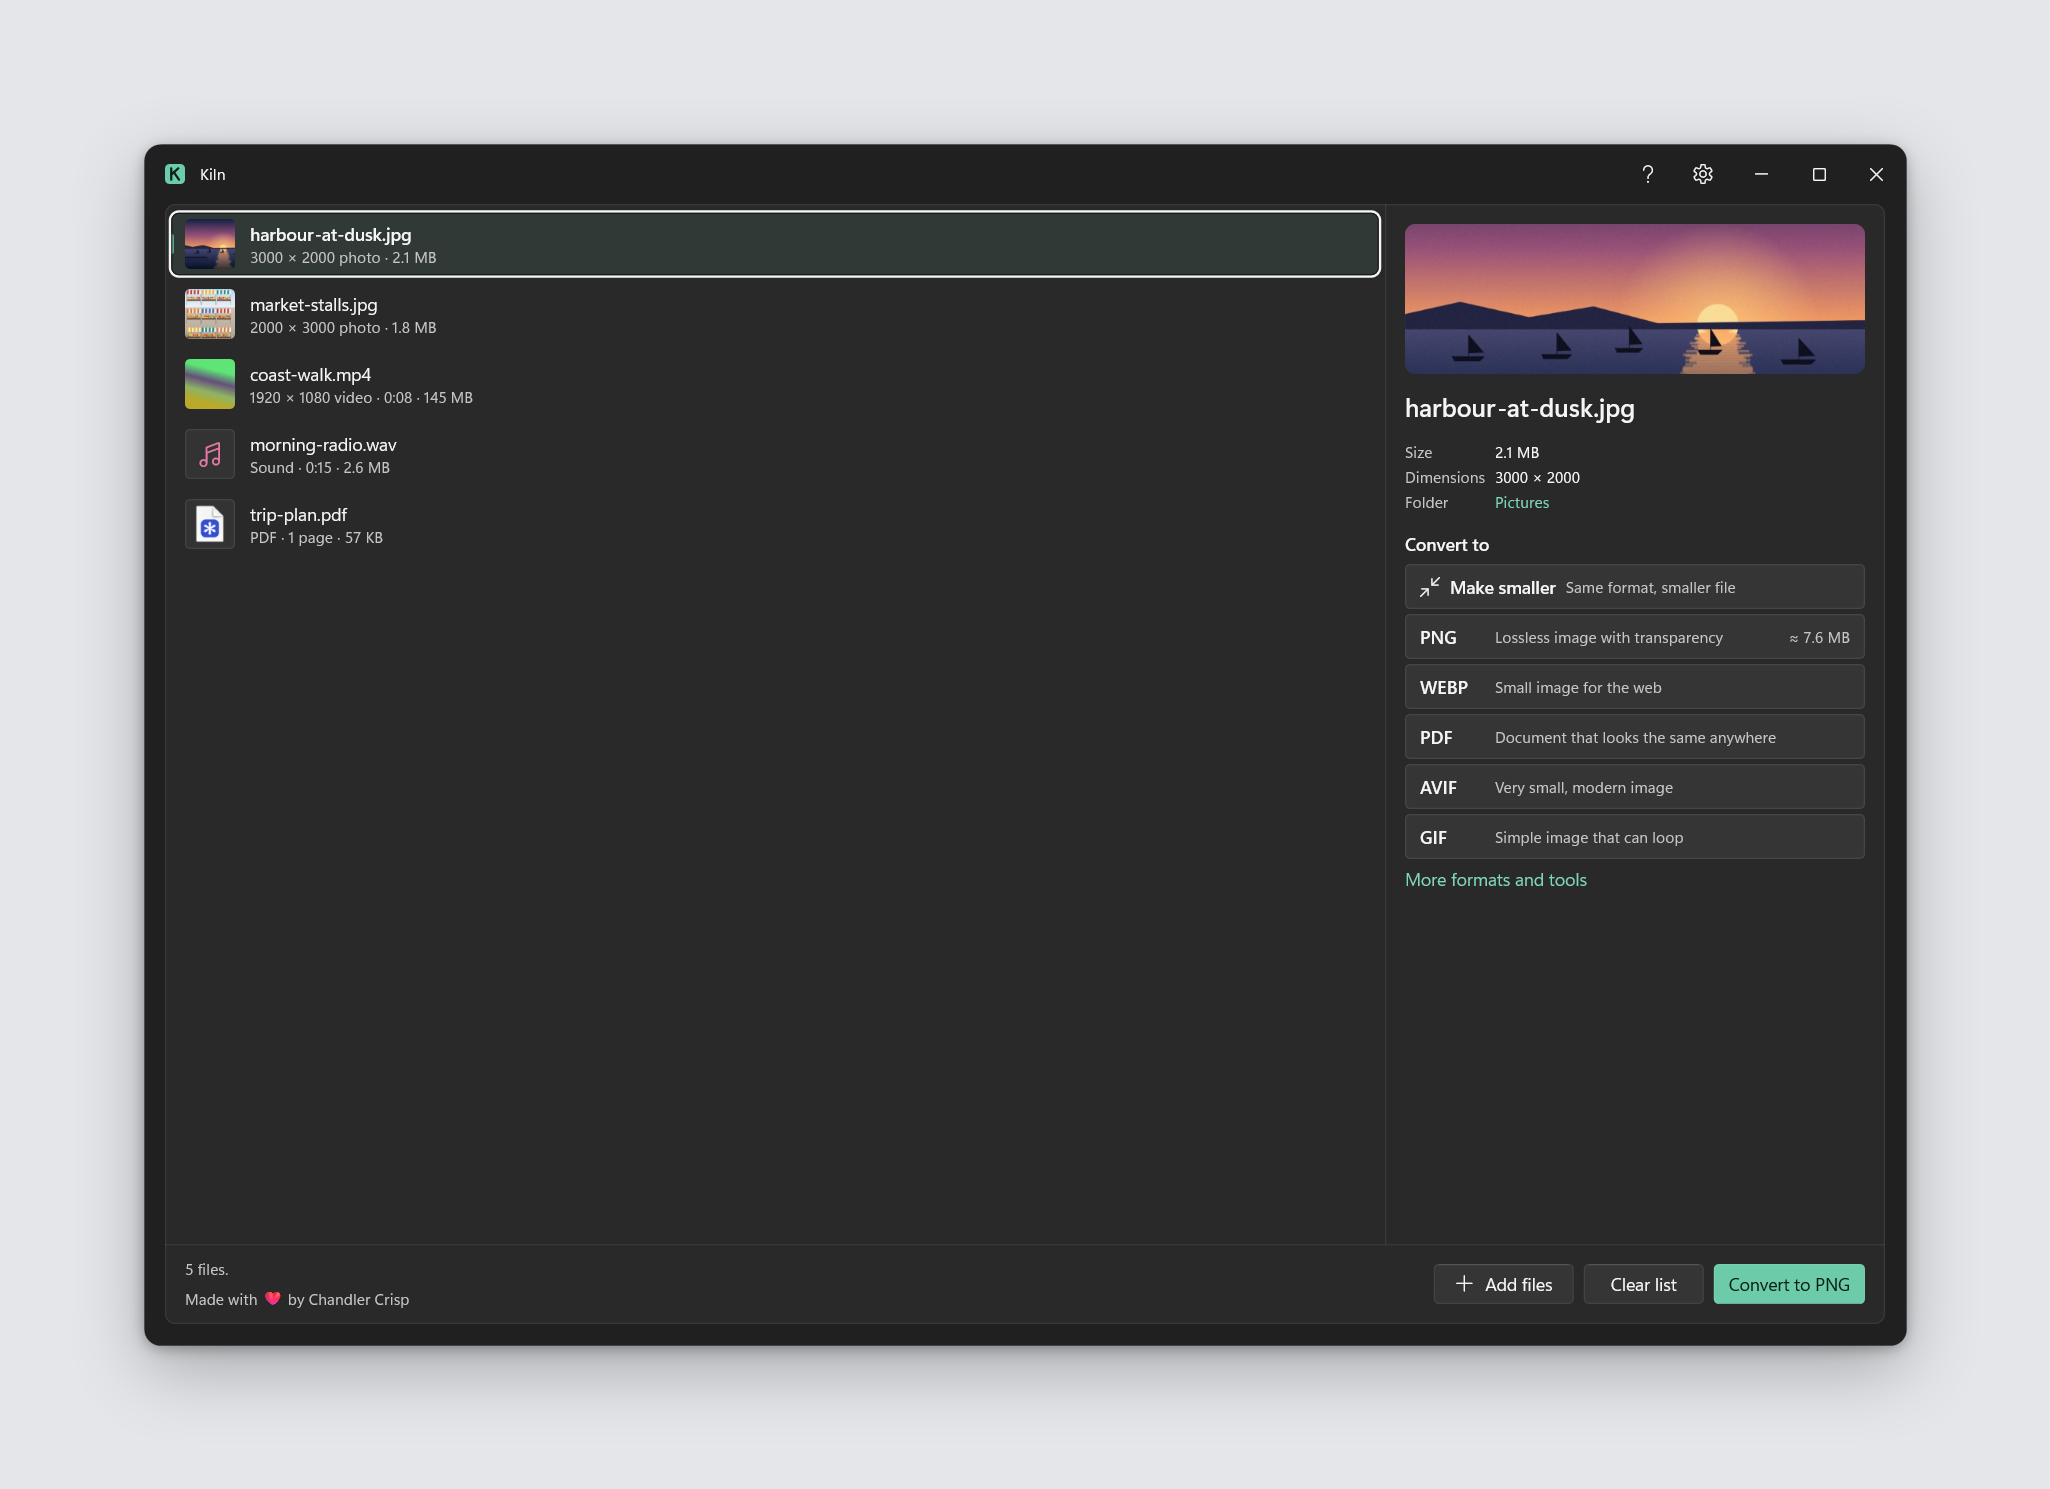 K Kiln
harbour-at-dusk.jpg
3000 × 2000 photo · 2.1 MB
market-stalls.jpg
2000 × 3000 photo · 1.8 MB
coast-walk.mp4
1920 × 1080 video · 0:08 · 145 MB
morning-radio.wav
Sound · 0:15 · 2.6 MB
trip-plan.pdf
PDF · 1 page · 57 KB
harbour-at-dusk.jpg
Size 2.1 MB
Dimensions 3000 × 2000
Folder Pictures
Convert to
Make smaller Same format, smaller file
PNG Lossless image with transparency ≈ 7.6 MB
WEBP Small image for the web
PDF Document that looks the same anywhere
AVIF Very small, modern image
GIF Simple image that can loop
More formats and tools
5 files.
Made with ❤ by Chandler Crisp
Add files Clear list Convert to PNG